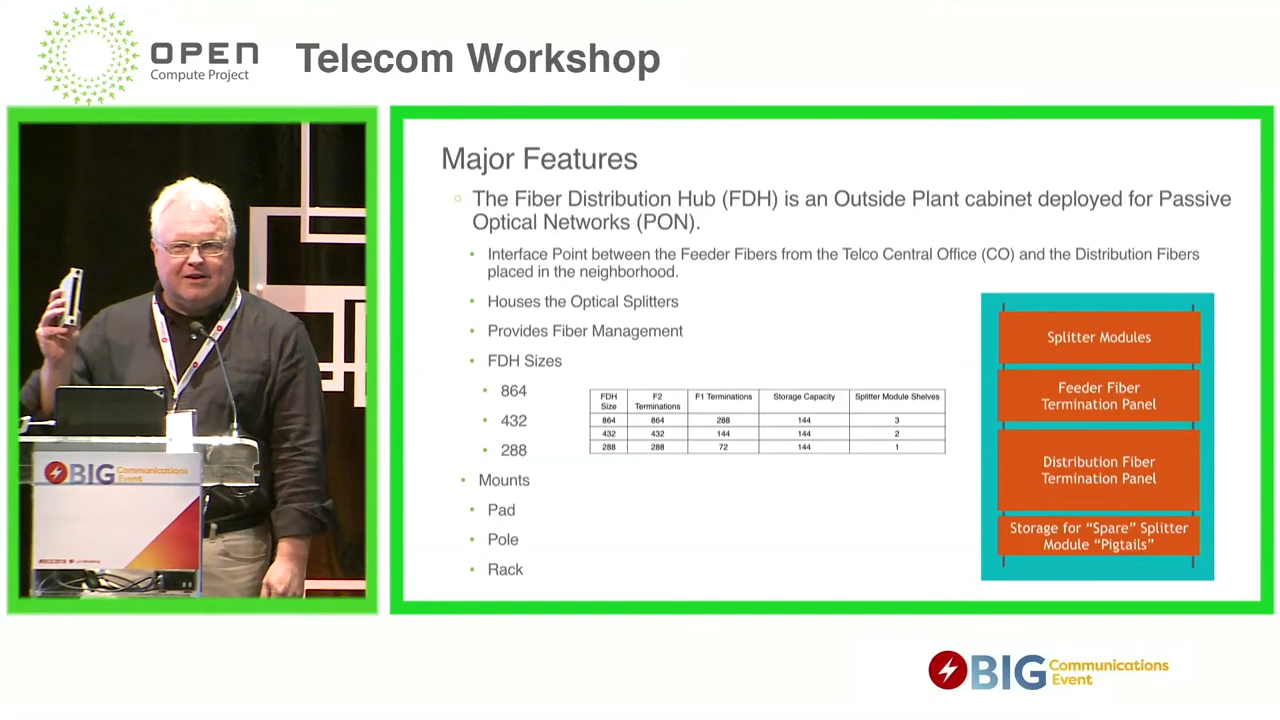 OPEN
Compute Project
Telecom Workshop
Major Features
The Fiber Distribution Hub (FDH) is an Outside Plant cabinet deployed for Passive
Optical Networks (PON).
Interface Point between the Feeder Fibers from the Telco Central Office (CO) and the Distribution Fibers
placed in the neighborhood.
Houses the Optical Splitters
Provides Fiber Management
FDH Sizes
864
432
288
Mounts
Pad
Pole
Rack
FDH Size F2 Terminations F1 Terminations Storage Capacity Splitter Module Shelves
864 864 288 144 3
432 432 144 144 2
288 288 72 144 1
Splitter Modules
Feeder Fiber
Termination Panel
Distribution Fiber
Termination Panel
Storage for “Spare” Splitter
Module “Pigtails”
BIG Communications
Event
BIG Communications
Event